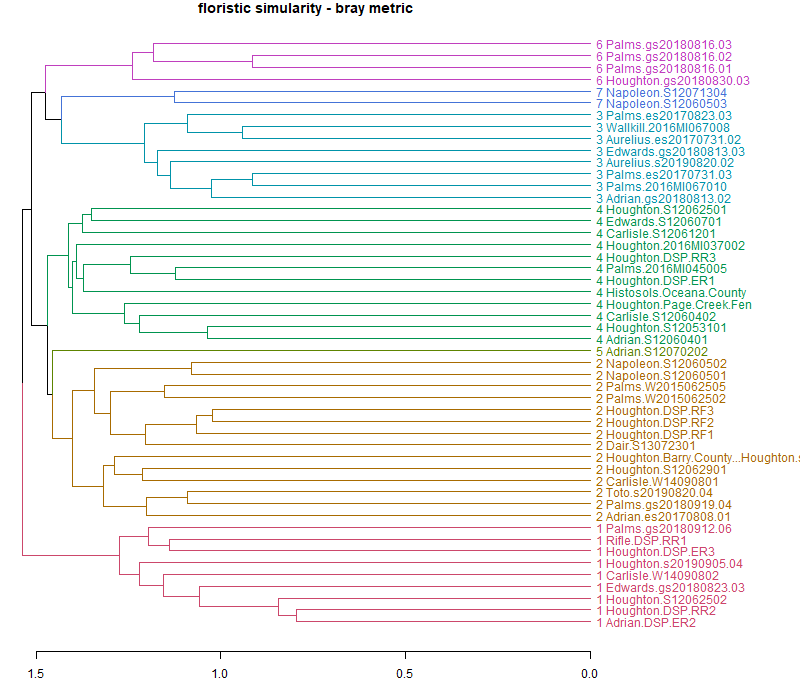 floristic simularity - bray metric
6 Palms.gs20180816.03
6 Palms.gs20180816.02
6 Palms.gs20180816.01
6 Houghton.gs20180830.03
7 Napoleon.S12071304
7 Napoleon.S12060503
3 Palms.es20170823.03
3 Wallkill.2016MI067008
3 Aurelius.es20170731.02
3 Edwards.gs20180813.03
3 Aurelius.s20190820.02
3 Palms.es20170731.03
3 Palms.2016MI067010
3 Adrian.gs20180813.02
4 Houghton.S12062501
4 Edwards.S12060701
4 Carlisle.S12061201
4 Houghton.2016MI037002
4 Houghton.DSP.RR3
4 Palms.2016MI045005
4 Houghton.DSP.ER1
4 Histosols.Oceana.County
4 Houghton.Page.Creek.Fen
4 Carlisle.S12060402
4 Houghton.S12053101
4 Adrian.S12060401
5 Adrian.S12070202
2 Napoleon.S12060502
2 Napoleon.S12060501
2 Palms.W2015062505
2 Palms.W2015062502
2 Houghton.DSP.RF3
2 Houghton.DSP.RF2
2 Houghton.DSP.RF1
2 Dair.S13072301
2 Houghton.Barry.County...Houghton.s
2 Houghton.S12062901
2 Carlisle.W14090801
2 Toto.s20190820.04
2 Palms.gs20180919.04
2 Adrian.es20170808.01
1 Palms.gs20180912.06
1 Rifle.DSP.RR1
1 Houghton.DSP.ER3
1 Houghton.s20190905.04
1 Carlisle.W14090802
1 Edwards.gs20180823.03
1 Houghton.S12062502
1 Houghton.DSP.RR2
1 Adrian.DSP.ER2
1.5 1.0 0.5 0.0